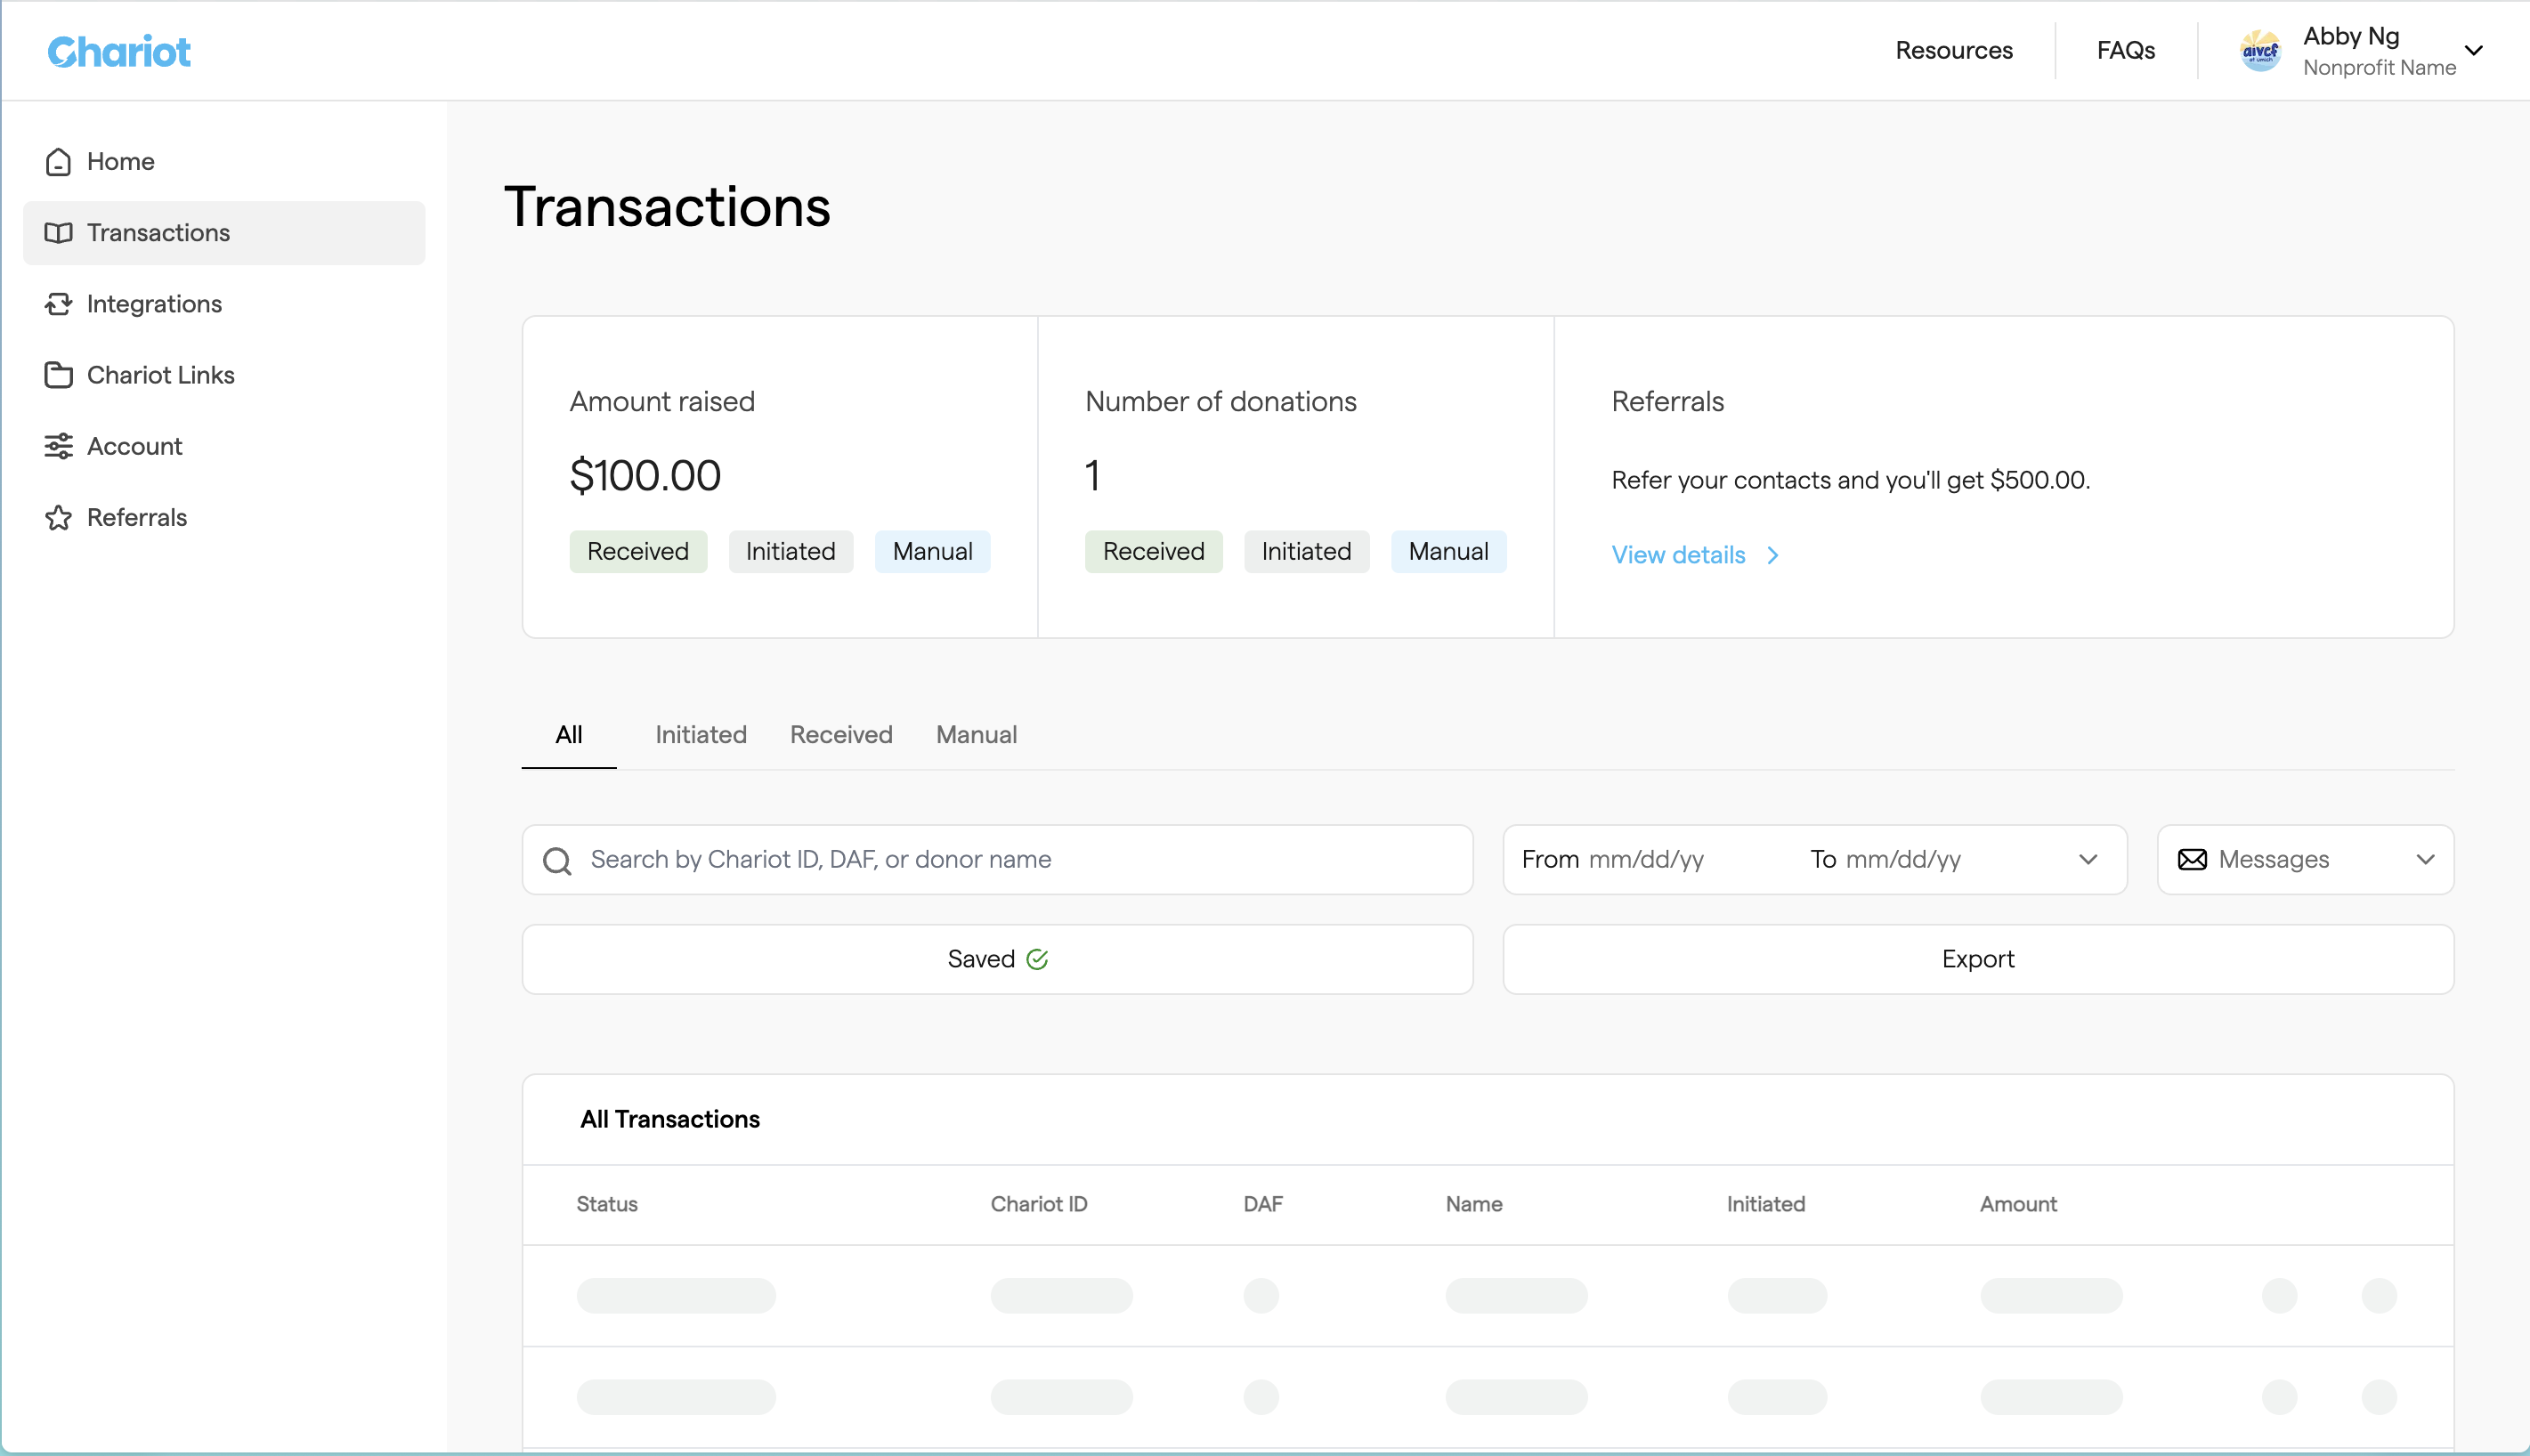 Chariot
Resources
FAQs
aivcf
Abby Ng
Nonprofit Name
Home
Transactions
Integrations
Chariot Links
Account
Referrals
Transactions
Amount raised
$100.00
Received Initiated Manual
Number of donations
1
Received Initiated Manual
Referrals
Refer your contacts and you'll get $500.00.
View details
All Initiated Received Manual
Search by Chariot ID, DAF, or donor name
From mm/dd/yy To mm/dd/yy
Messages
Saved
Export
All Transactions
Status Chariot ID DAF Name Initiated Amount